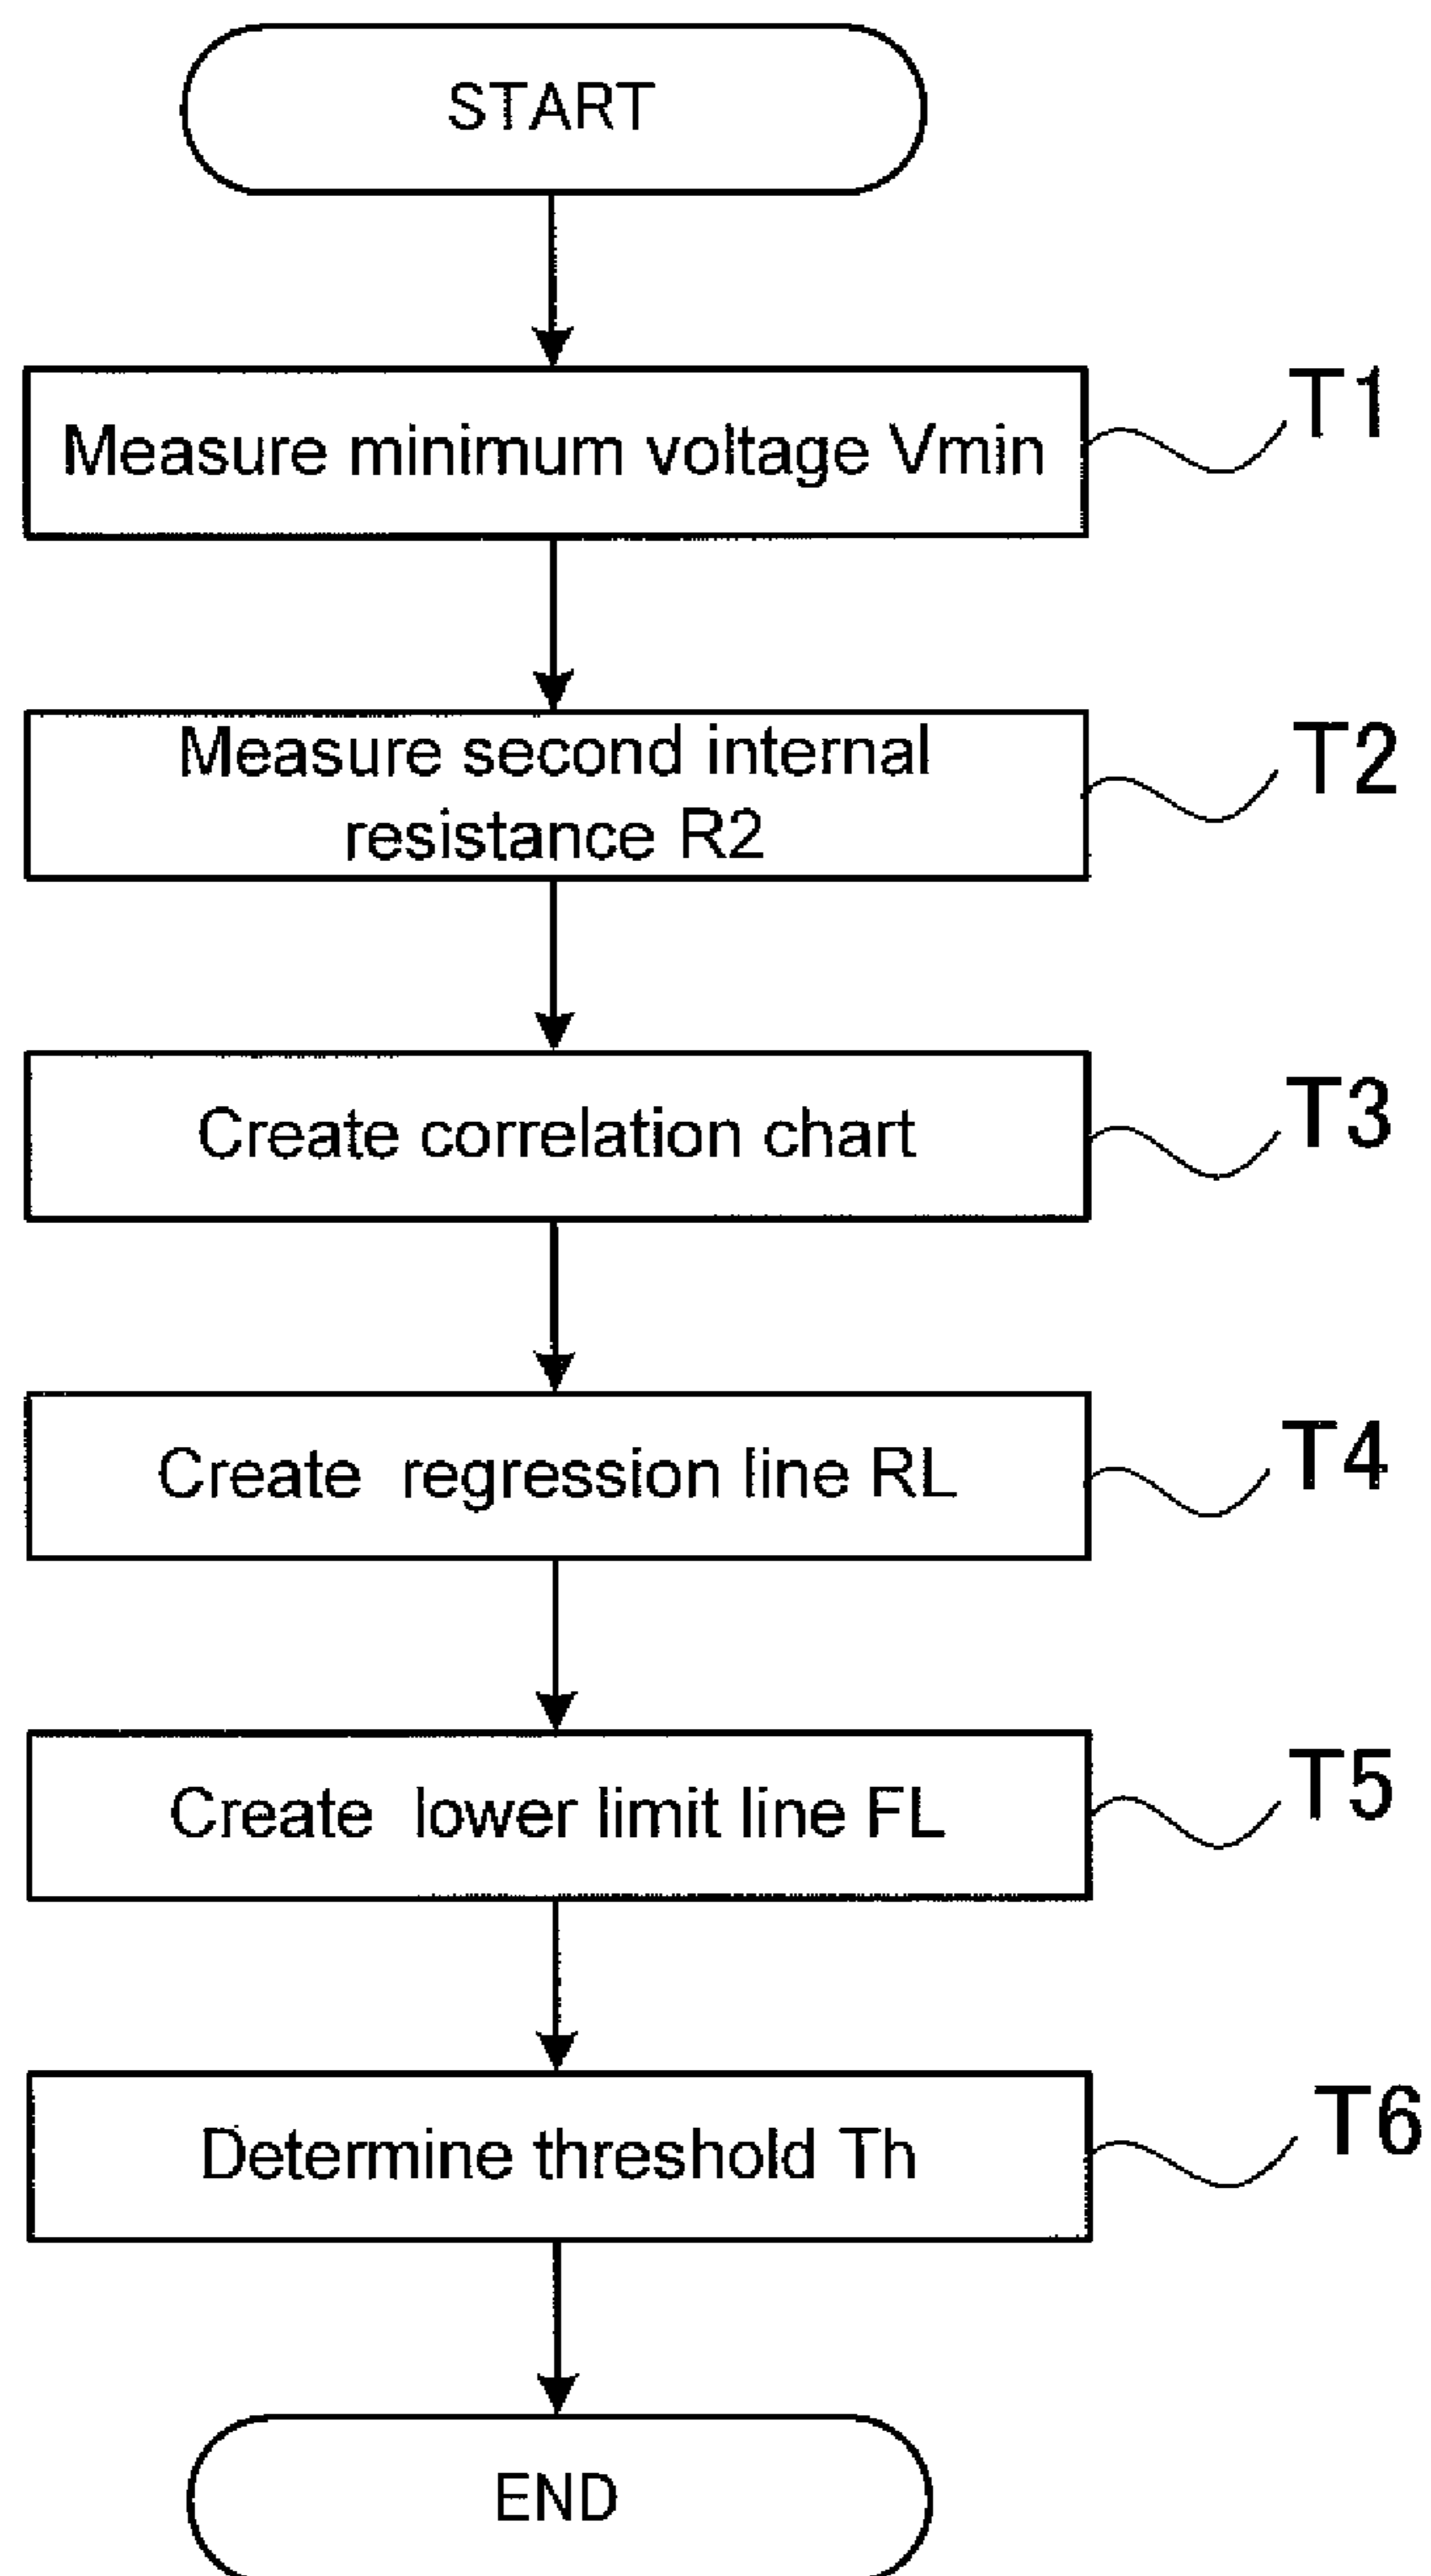 START
Measure minimum voltage Vmin
T1
Measure second internal
resistance R2
T2
Create correlation chart
T3
Create regression line RL
T4
Create lower limit line FL
T5
Determine threshold Th
T6
END